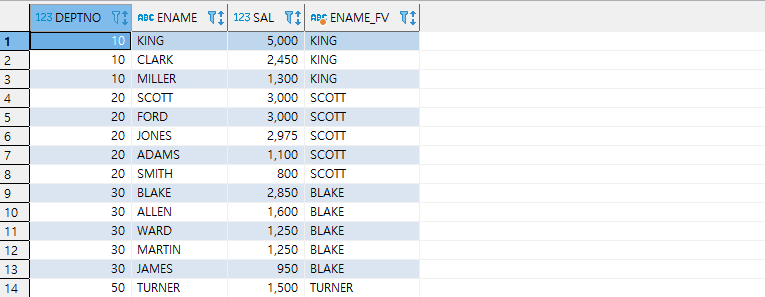 123 DEPTNO ABC ENAME 123 SAL ABC ENAME_FV
1 10 KING 5,000 KING
2 10 CLARK 2,450 KING
3 10 MILLER 1,300 KING
4 20 SCOTT 3,000 SCOTT
5 20 FORD 3,000 SCOTT
6 20 JONES 2,975 SCOTT
7 20 ADAMS 1,100 SCOTT
8 20 SMITH 800 SCOTT
9 30 BLAKE 2,850 BLAKE
10 30 ALLEN 1,600 BLAKE
11 30 WARD 1,250 BLAKE
12 30 MARTIN 1,250 BLAKE
13 30 JAMES 950 BLAKE
14 50 TURNER 1,500 TURNER